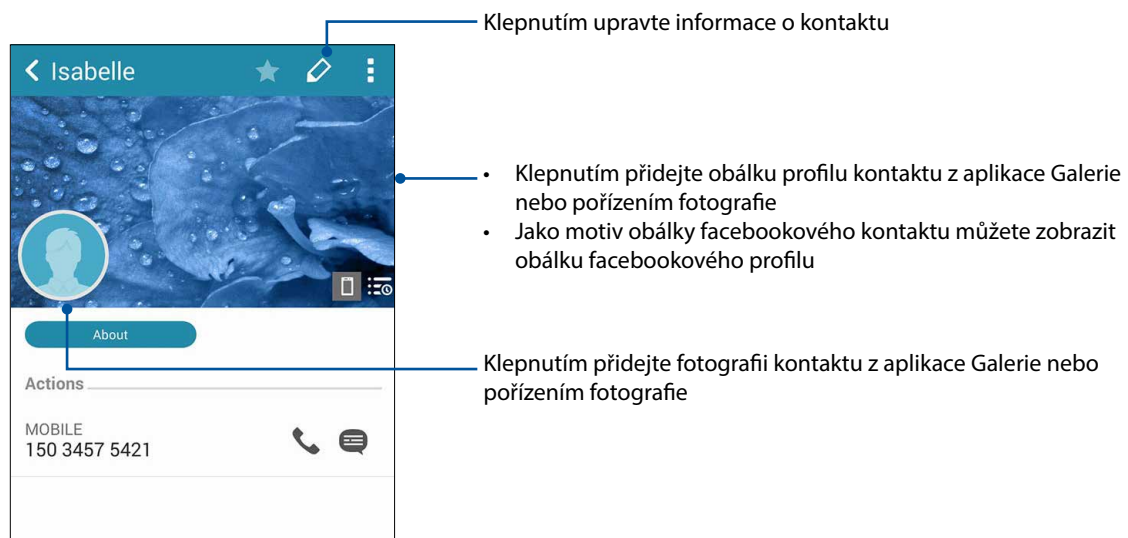 Klepnutím upravte informace o kontaktu
Isabelle
• Klepnutím přidejte obálku profilu kontaktu z aplikace Galerie
nebo pořízením fotografie
• Jako motiv obálky facebookového kontaktu můžete zobrazit
obálku facebookového profilu
About
Klepnutím přidejte fotografii kontaktu z aplikace Galerie nebo
pořízením fotografie
Actions
MOBILE
150 3457 5421